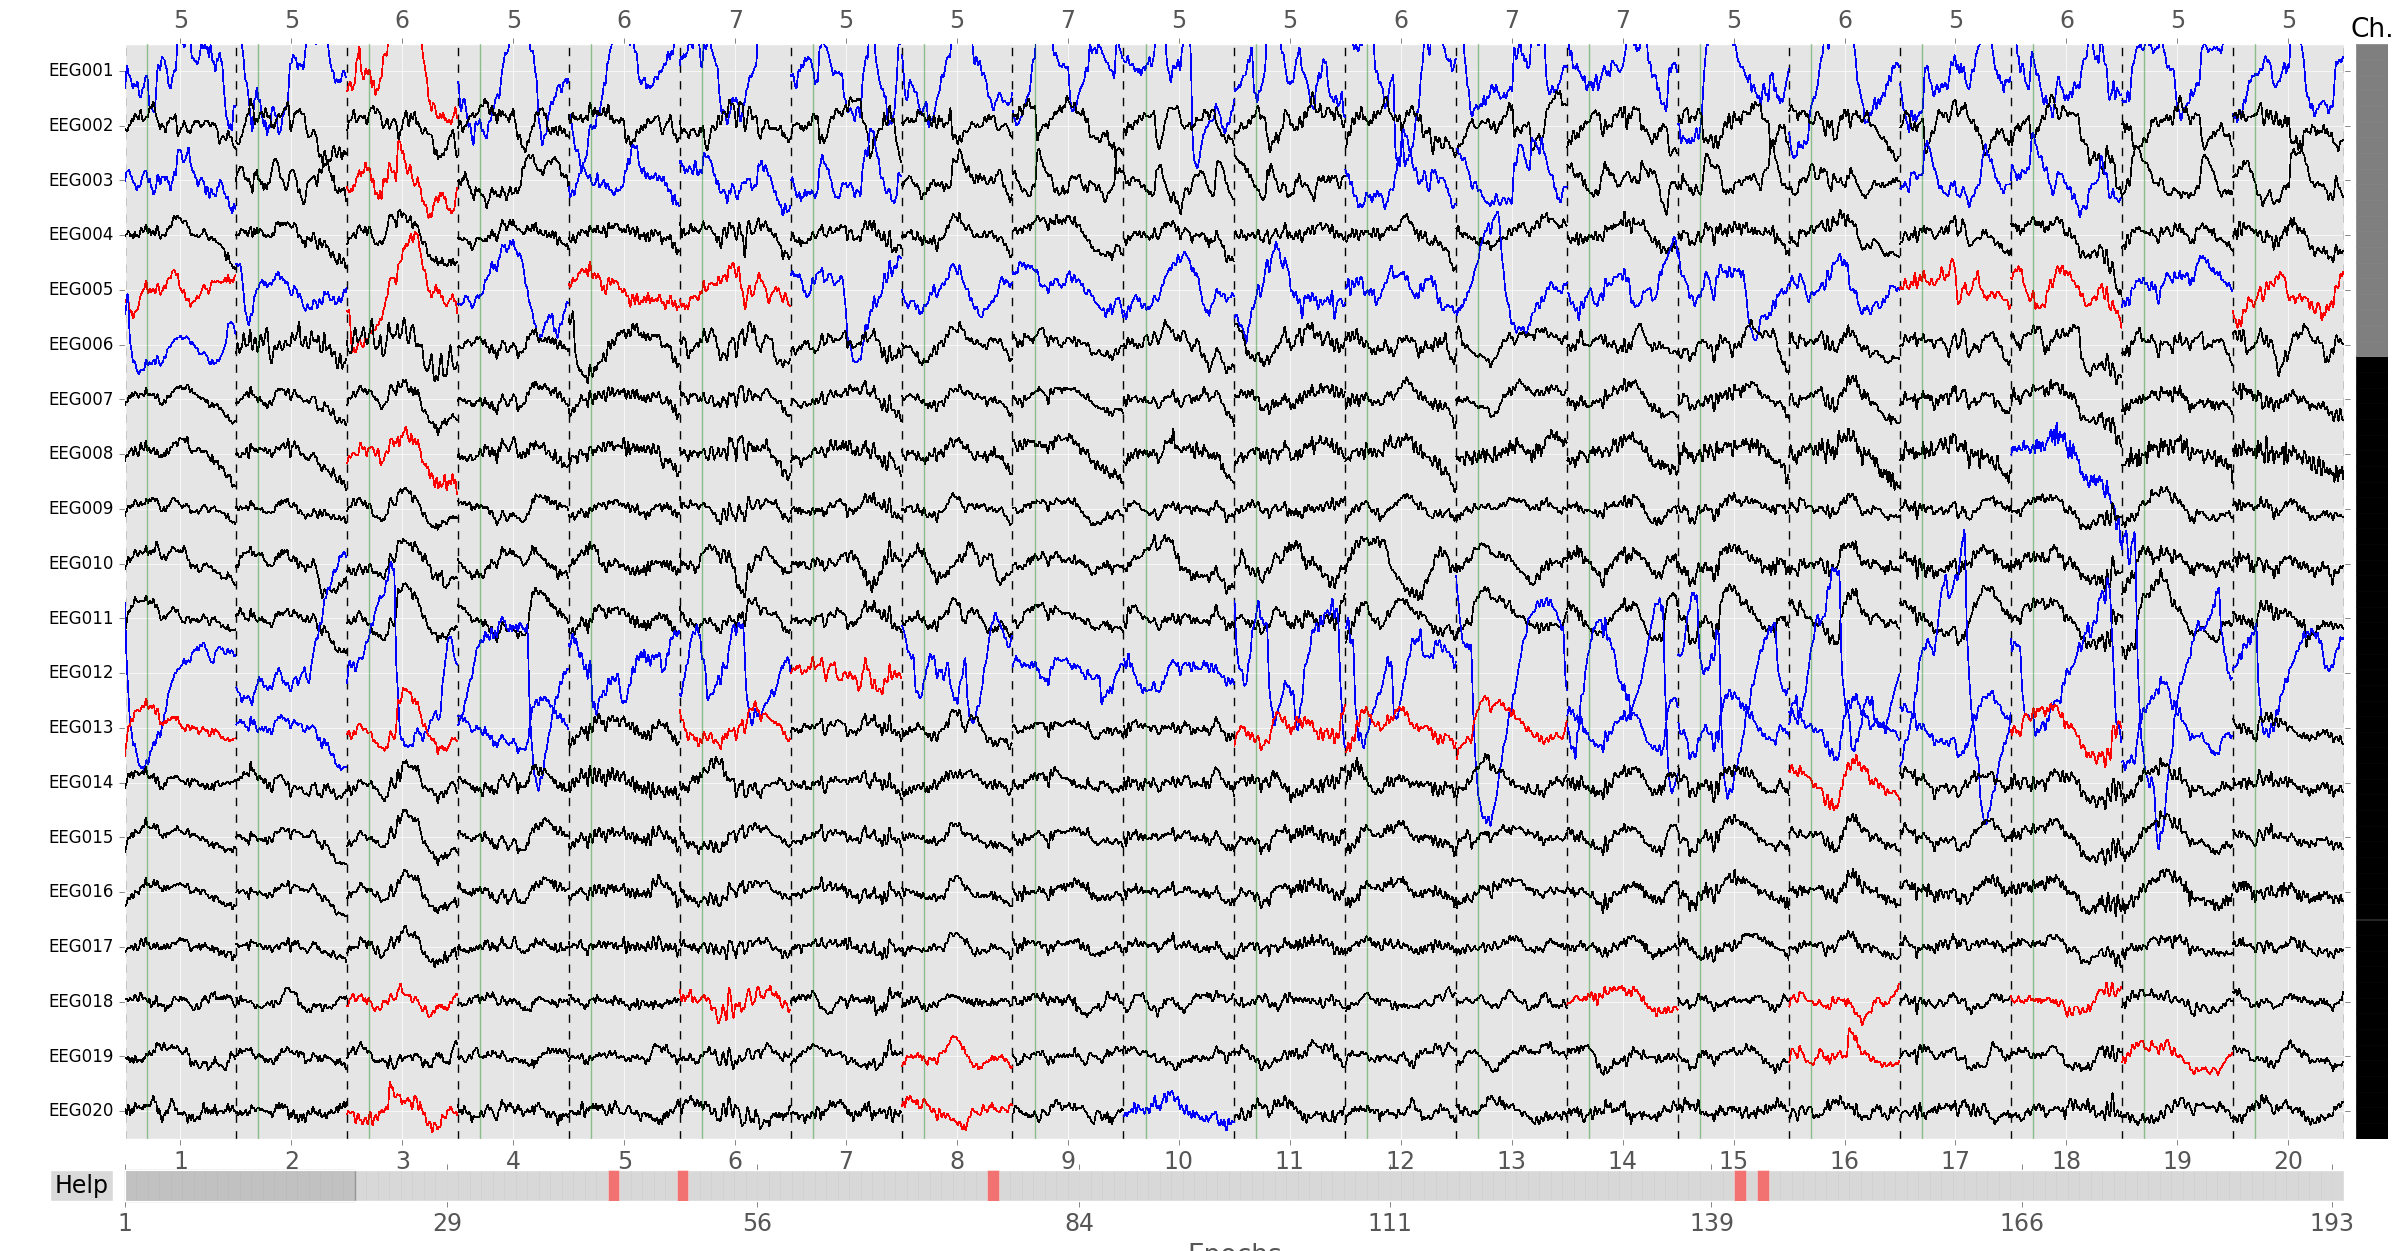 5 5 6 5 6 7 5 5 7 5 5 6 7 7 5 6 5 6 5 5
Ch.
EEG001
EEG002
EEG003
EEG004
EEG005
EEG006
EEG007
EEG008
EEG009
EEG010
EEG011
EEG012
EEG013
EEG014
EEG015
EEG016
EEG017
EEG018
EEG019
EEG020
1 2 3 4 5 6 7 8 9 10 11 12 13 14 15 16 17 18 19 20
Help
1 29 56 84 111 139 166 193
Epochs